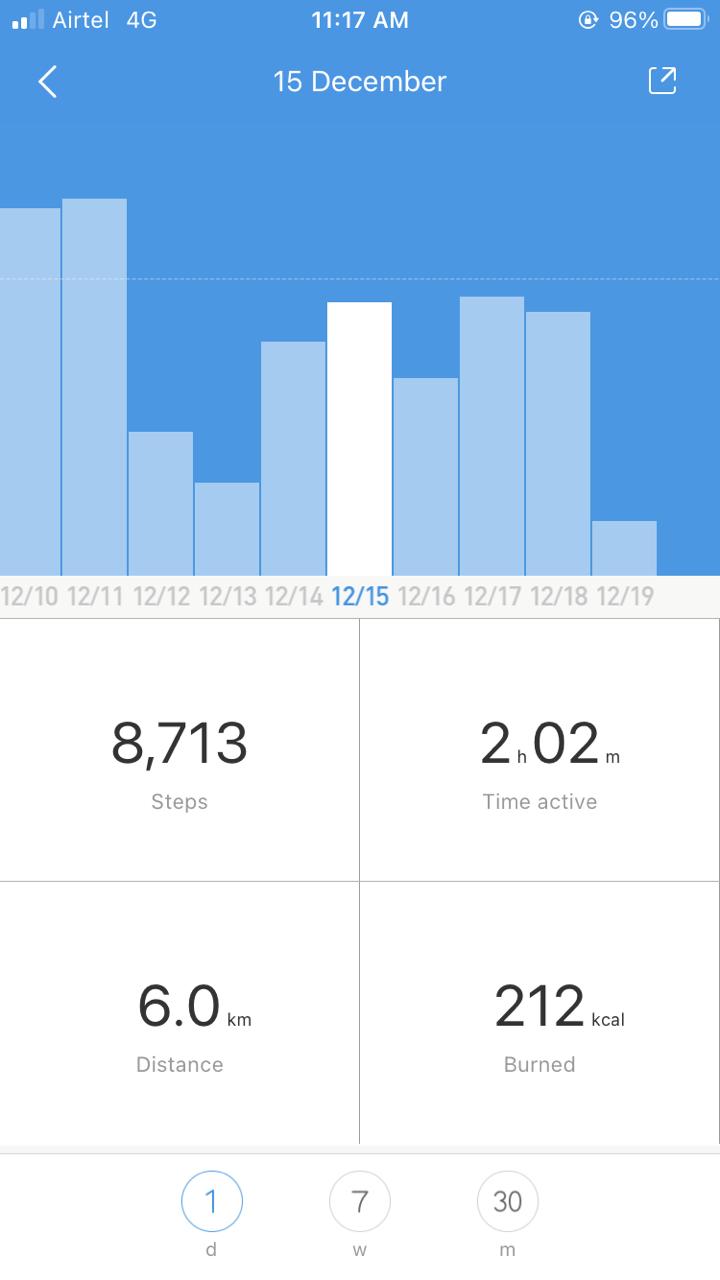 Airtel 4G 11:17 AM 96%
15 December
12/10 12/11 12/12 12/13 12/14 12/15 12/16 12/17 12/18 12/19
8,713
Steps
2 h 02 m
Time active
6.0 km
Distance
212 kcal
Burned
1 7 30
d w m